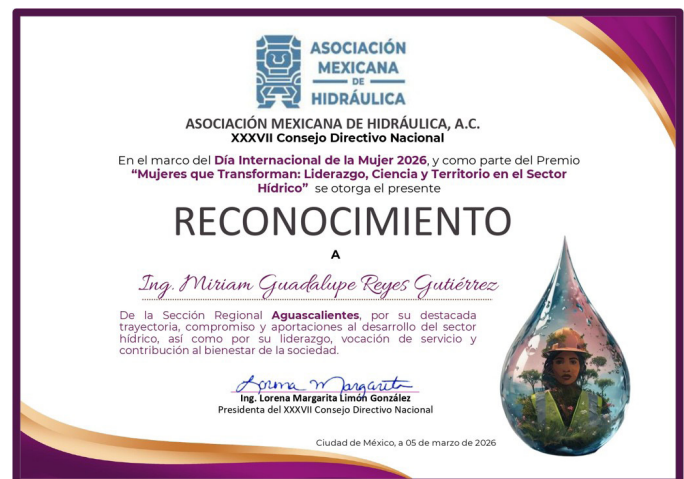 ASOCIACIÓN
MEXICANA
DE
HIDRÁULICA
ASOCIACIÓN MEXICANA DE HIDRÁULICA, A.C.
XXXVII Consejo Directivo Nacional
En el marco del Día Internacional de la Mujer 2026, y como parte del Premio
“Mujeres que Transforman: Liderazgo, Ciencia y Territorio en el Sector
Hídrico” se otorga el presente
RECONOCIMIENTO
A
Ing. Miriam Guadalupe Reyes Gutiérrez
De la Sección Regional Aguascalientes, por su destacada
trayectoria, compromiso y aportaciones al desarrollo del sector
hídrico, así como por su liderazgo, vocación de servicio y
contribución al bienestar de la sociedad.
Lorena Margarita
Ing. Lorena Margarita Limón González
Presidenta del XXXVII Consejo Directivo Nacional
Ciudad de México, a 05 de marzo de 2026